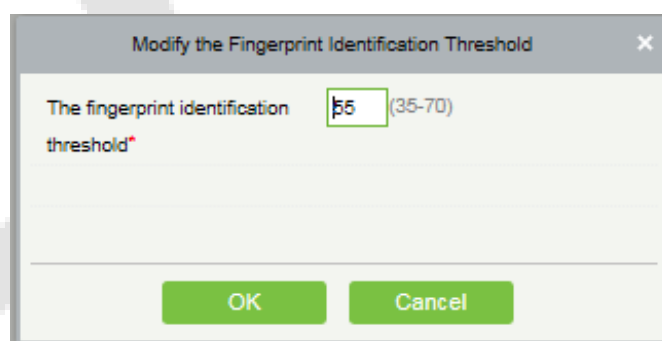 Modify the Fingerprint Identification Threshold ×
The fingerprint identification 55 (35-70)
threshold*
OK Cancel